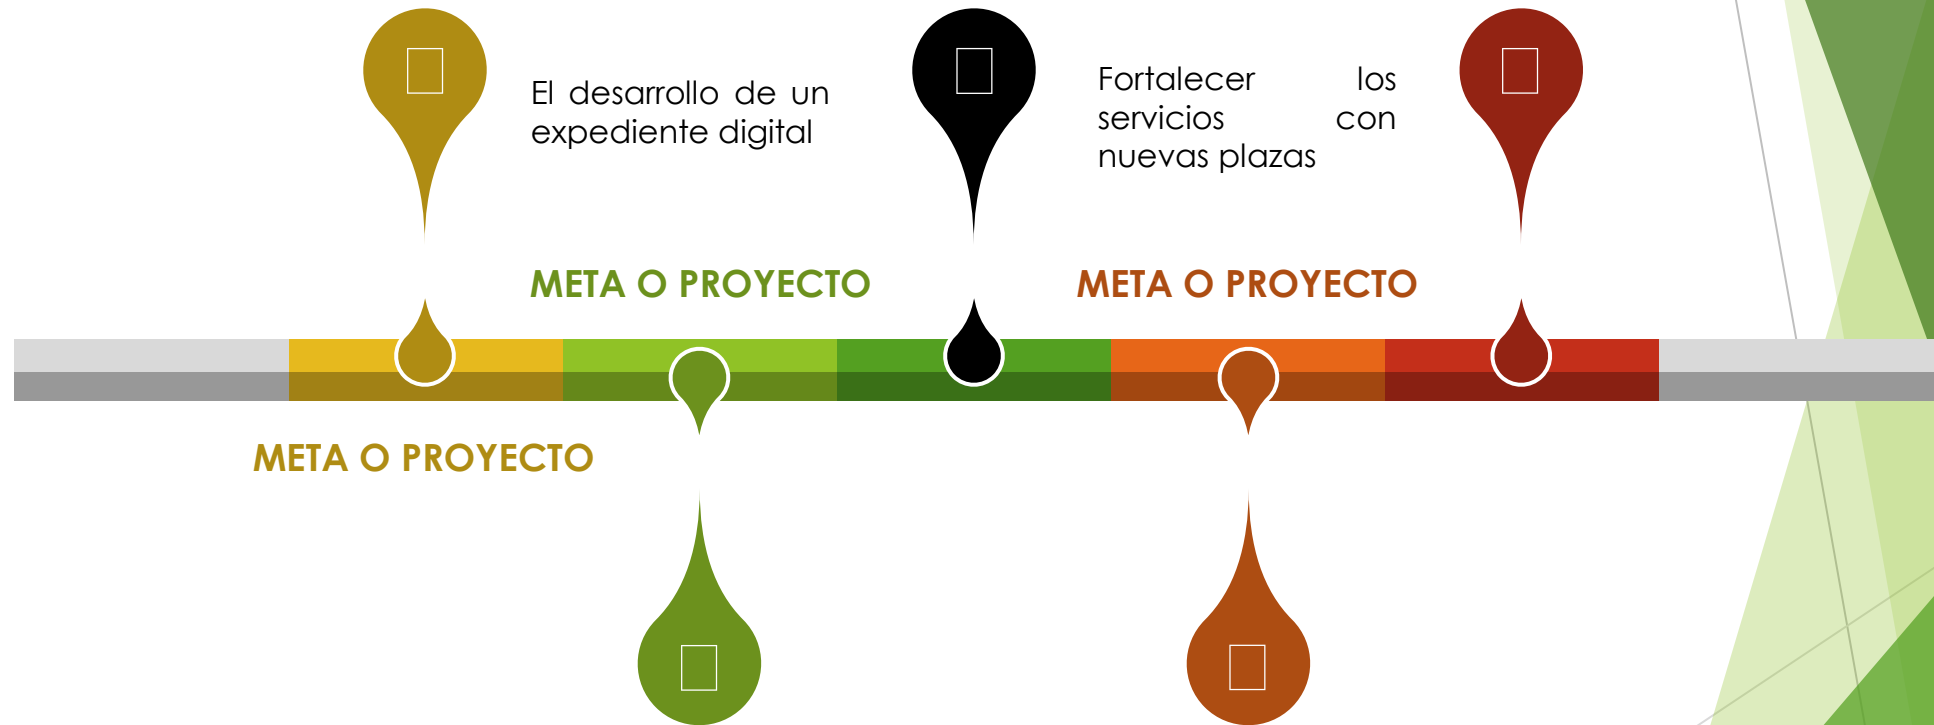 El desarrollo de un
expediente digital
Fortalecer los
servicios con
nuevas plazas
META O PROYECTO
META O PROYECTO
META O PROYECTO